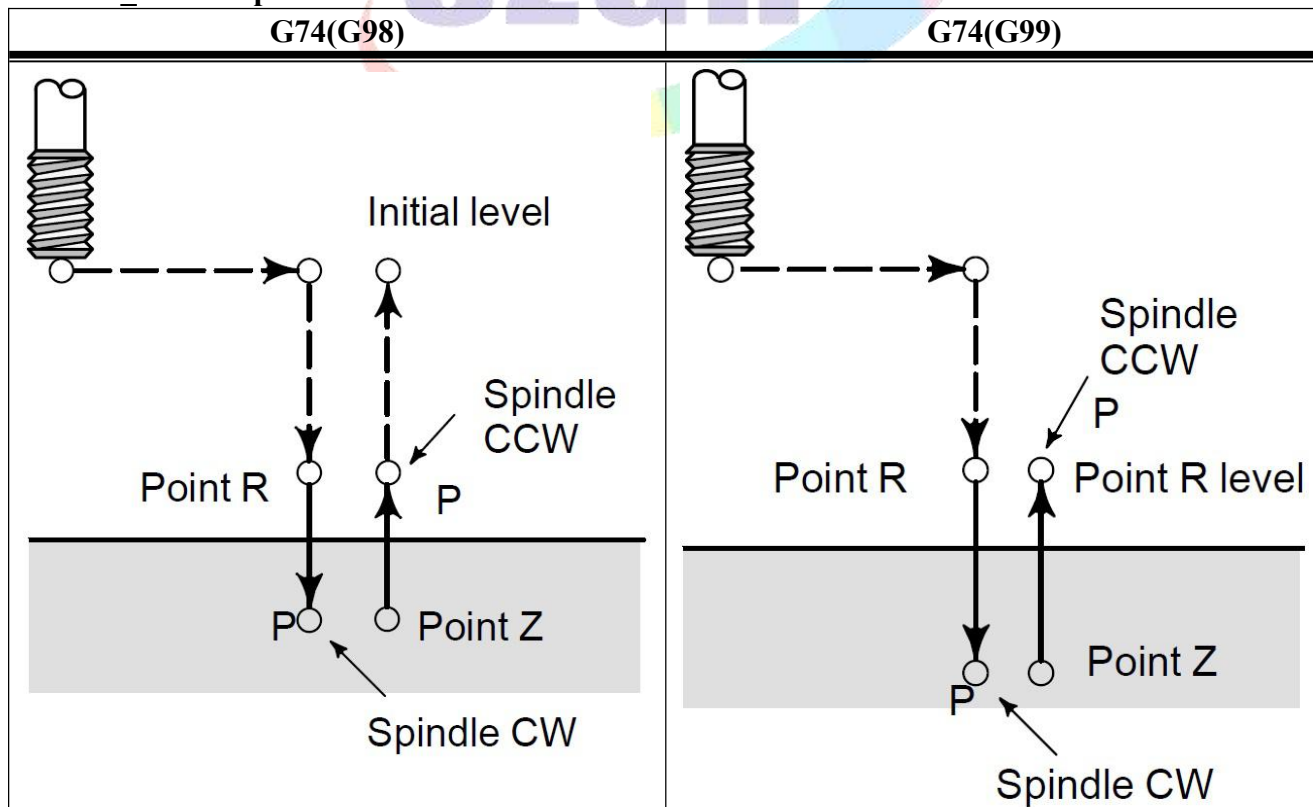 G74(G98)
G74(G99)
Initial level
Spindle
CCW
Point R
P
P
Point Z
Spindle CW
Spindle
CCW
P
Point R
Point R level
Point Z
P
Spindle CW